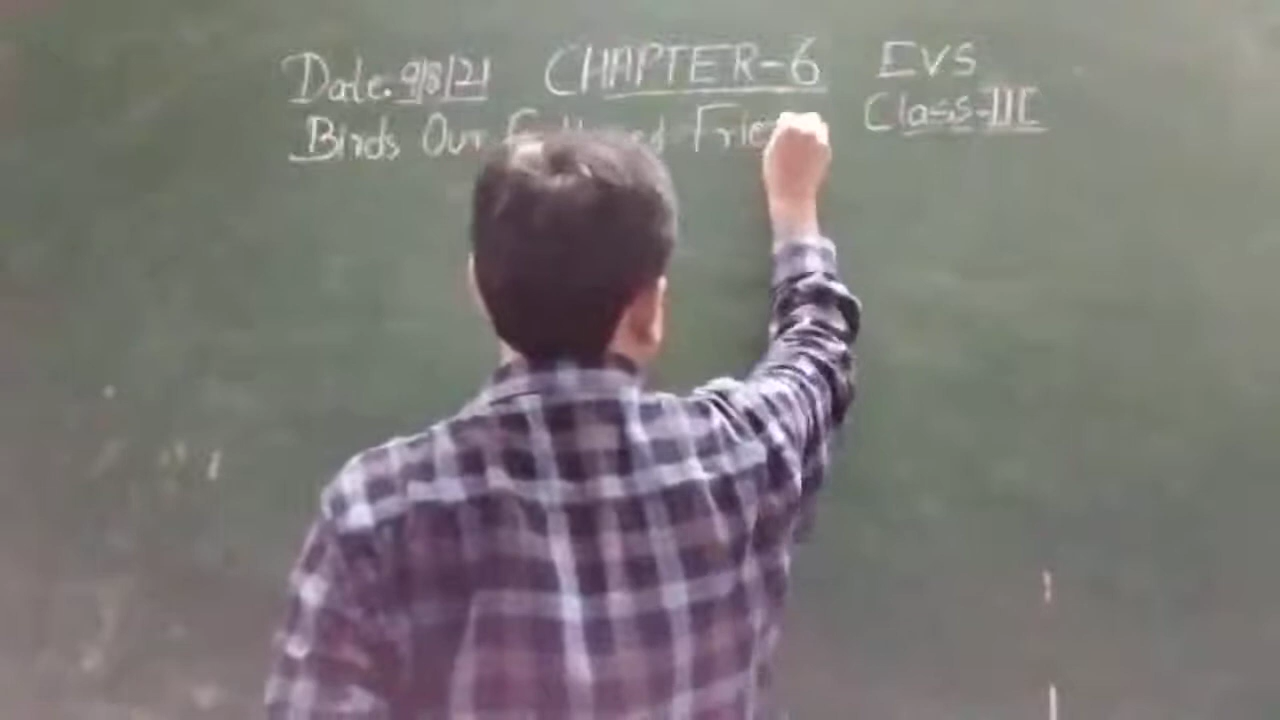 Date. 9/8/21 CHAPTER-6 EVS
Class-III
Birds Our